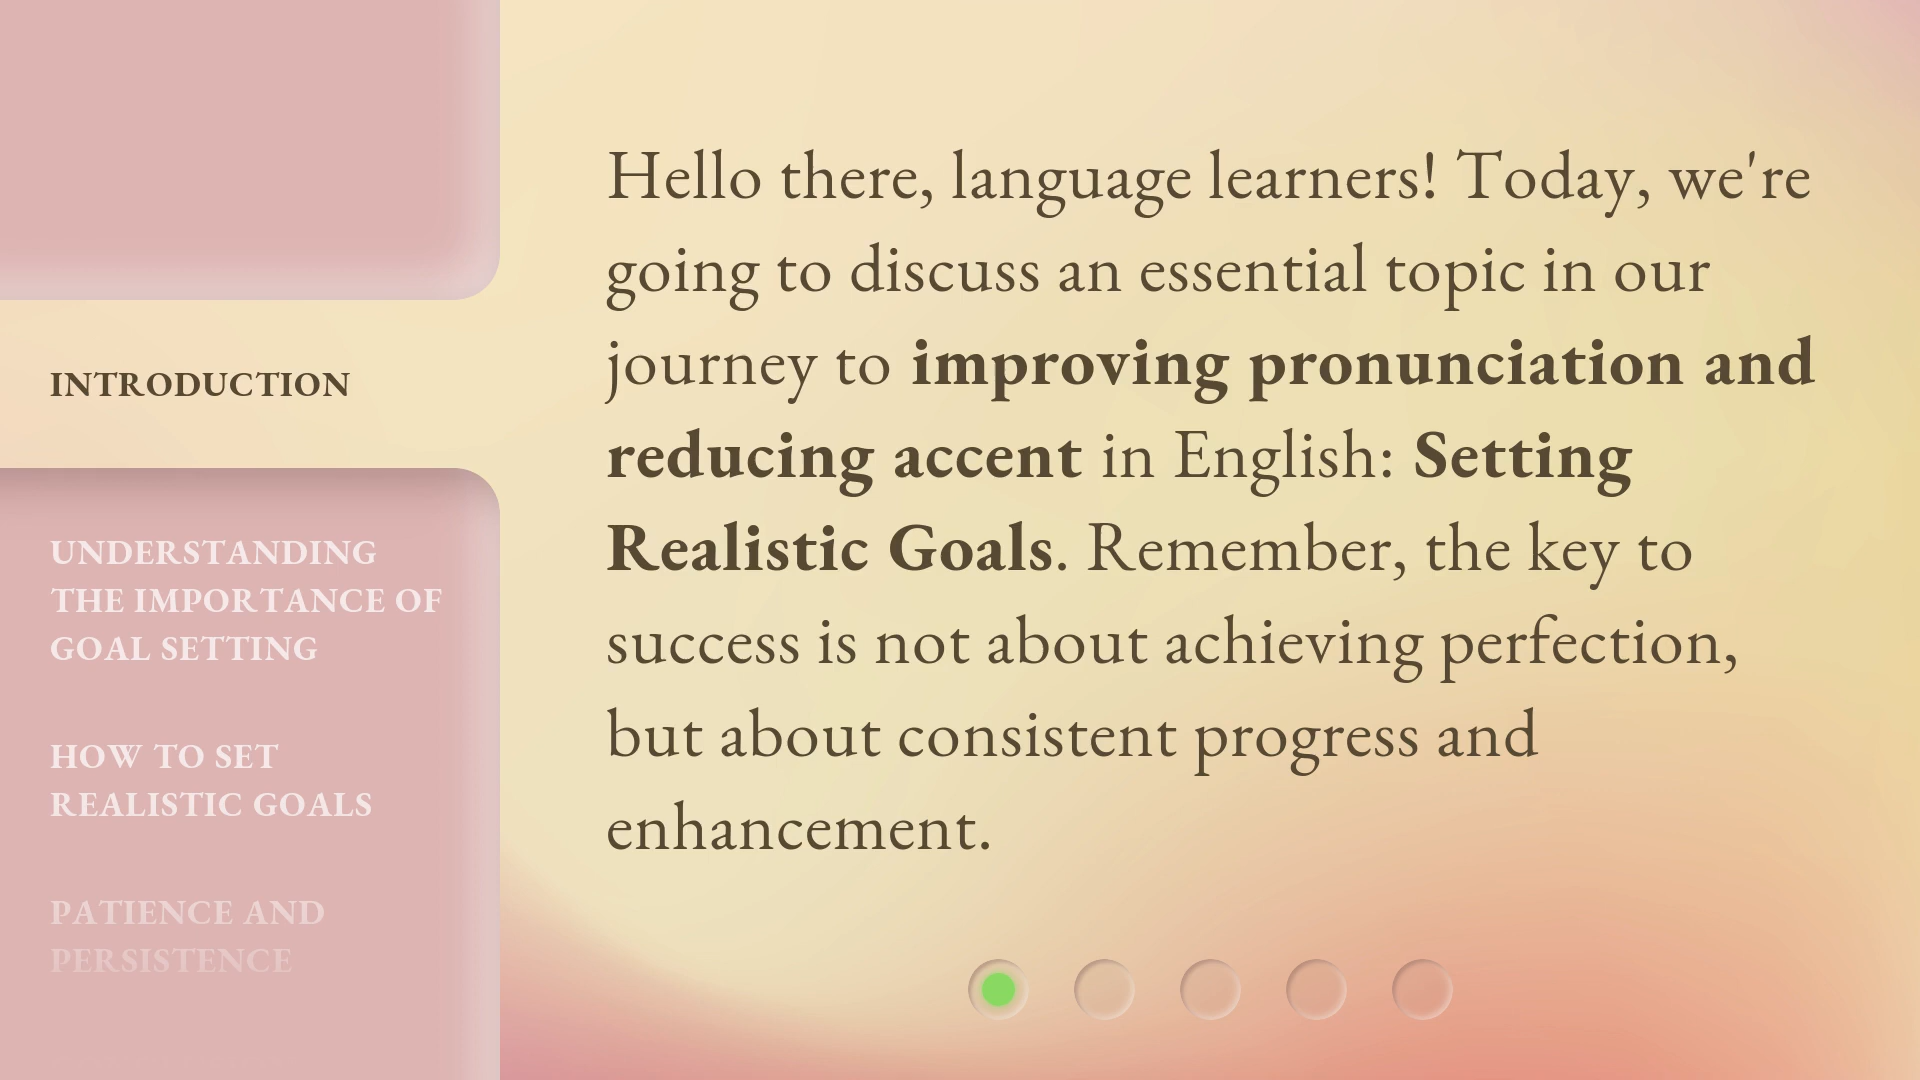 INTRODUCTION
UNDERSTANDING
THE IMPORTANCE OF
GOAL SETTING
HOW TO SET
REALISTIC GOALS
PATIENCE AND
PERSISTENCE
Hello there, language learners! Today, we're
going to discuss an essential topic in our
journey to improving pronunciation and
reducing accent in English: Setting
Realistic Goals. Remember, the key to
success is not about achieving perfection,
but about consistent progress and
enhancement.